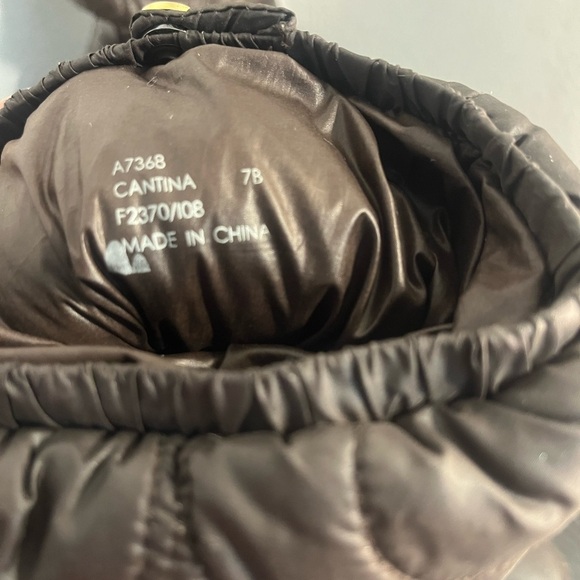 A7368
CANTINA 7B
F2370/108
MADE IN CHINA